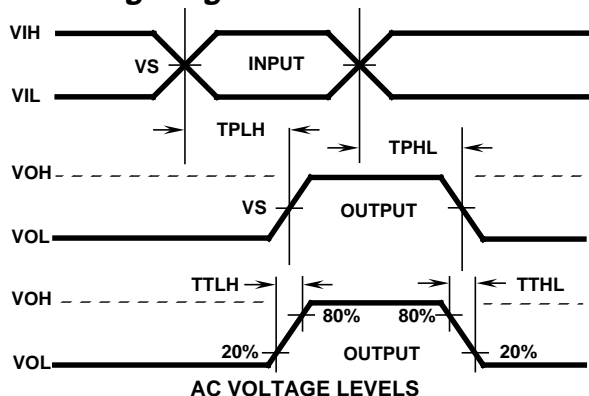 VIH
VS
INPUT
VIL
TPLH
TPHL
VOH
VS
OUTPUT
VOL
TTLH
TTHL
VOH
80%
80%
20%
OUTPUT
20%
VOL
AC VOLTAGE LEVELS